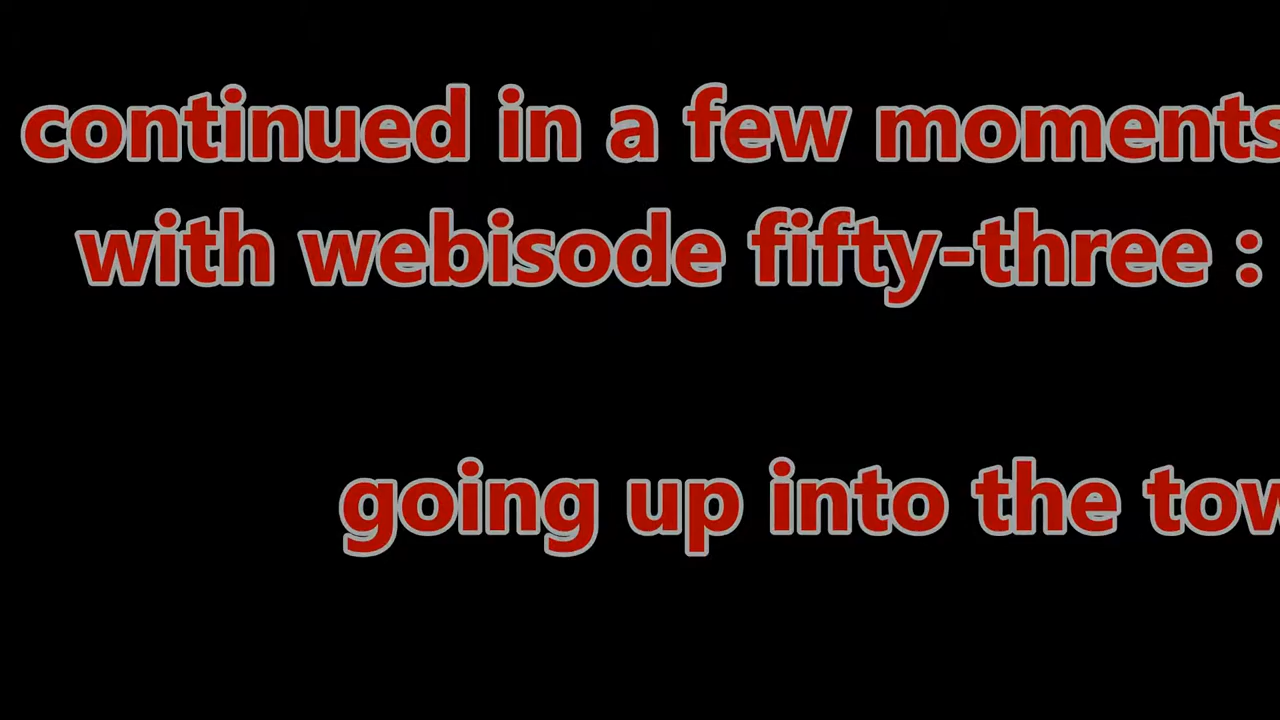 continued in a few moments
with webisode fifty-three :
going up into the